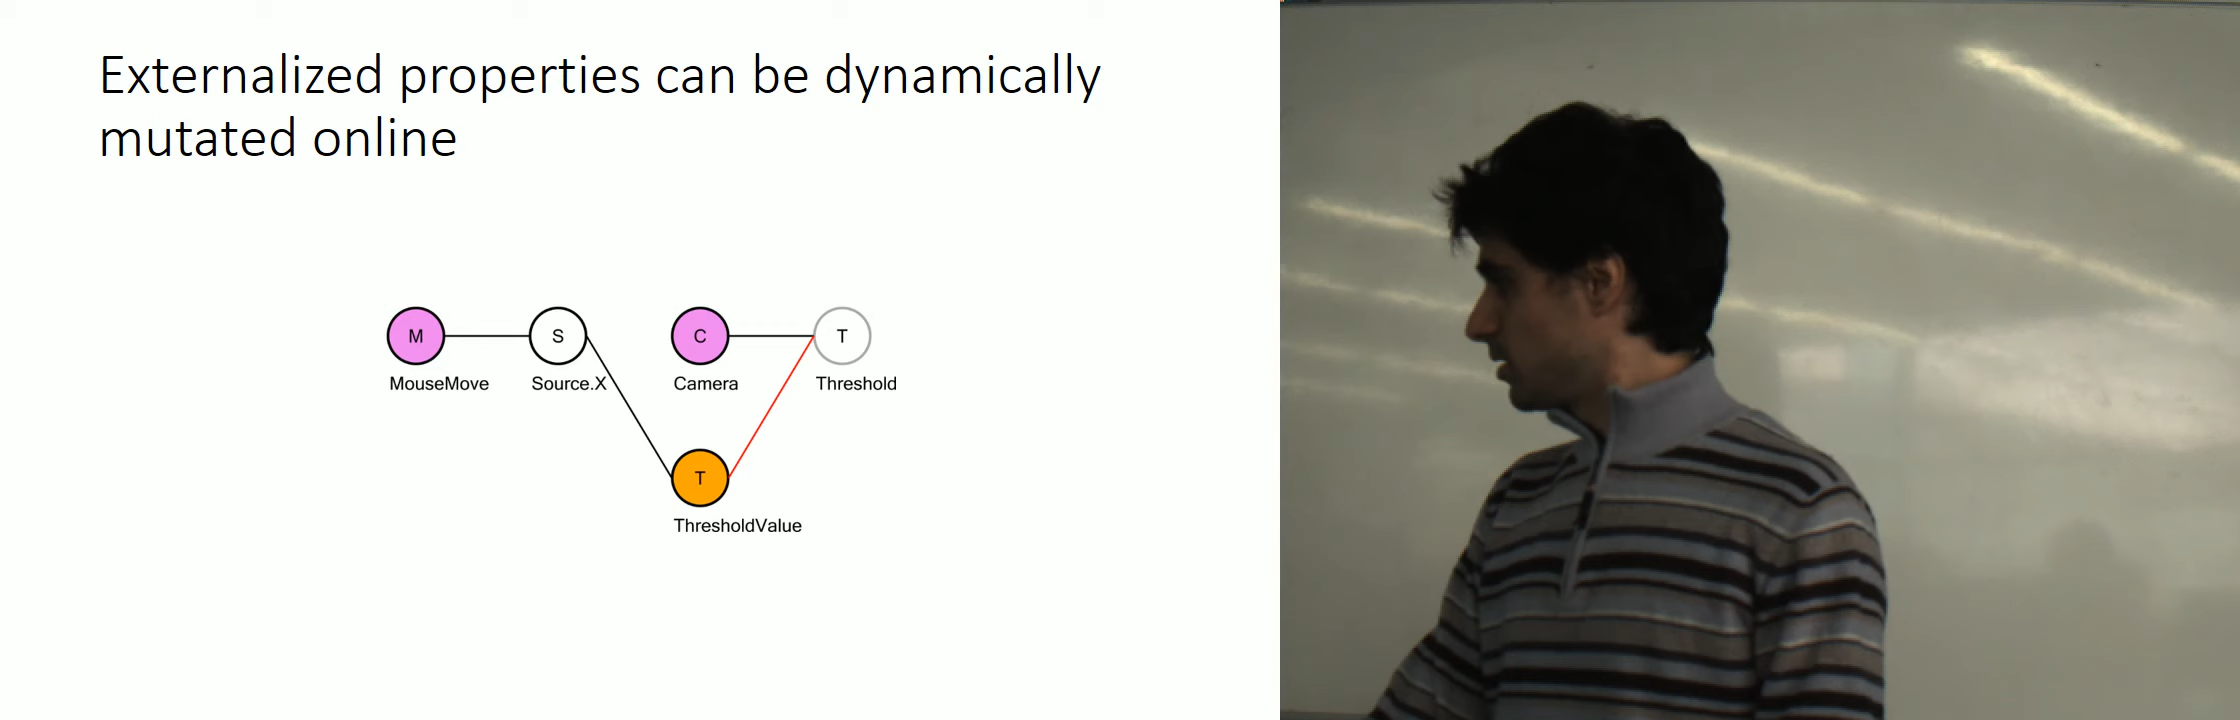 Externalized properties can be dynamically
mutated online
M
S
C
T
MouseMove
Source.X
Camera
Threshold
T
ThresholdValue